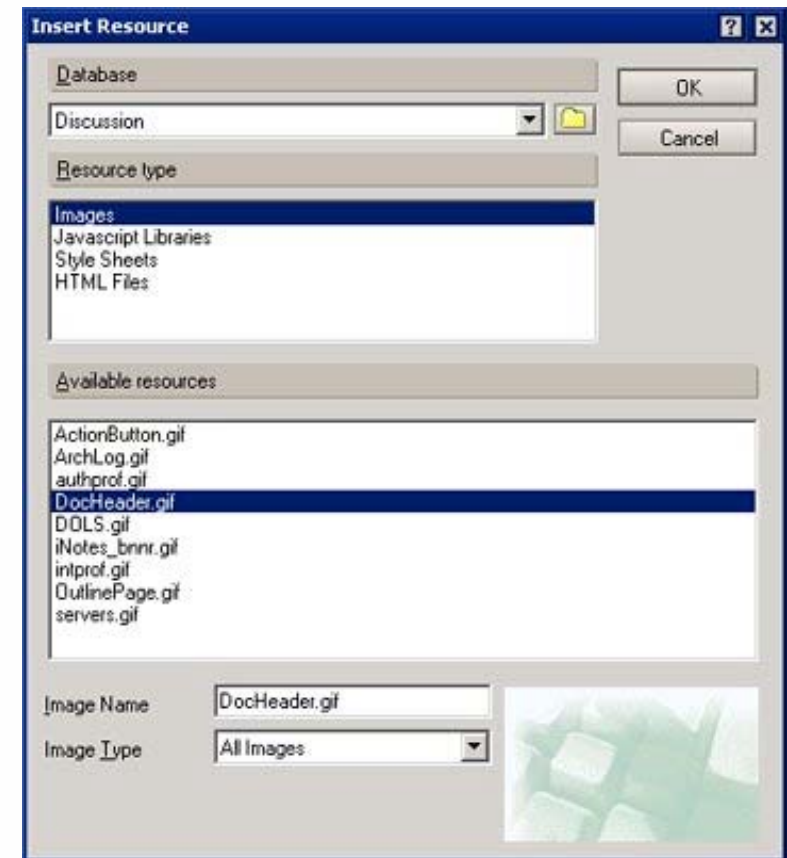 Insert Resource
Database
OK
Discussion
Cancel
Resource type
Images
Javascript Libraries
Style Sheets
HTML Files
Available resources
ActionButton.gif
ArchLog.gif
authprof.gif
DocHeader.gif
DOLS.gif
iNotes_bnnr.gif
intprof.gif
OutlinePage.gif
servers.gif
Image Name DocHeader.gif
Image Type All Images